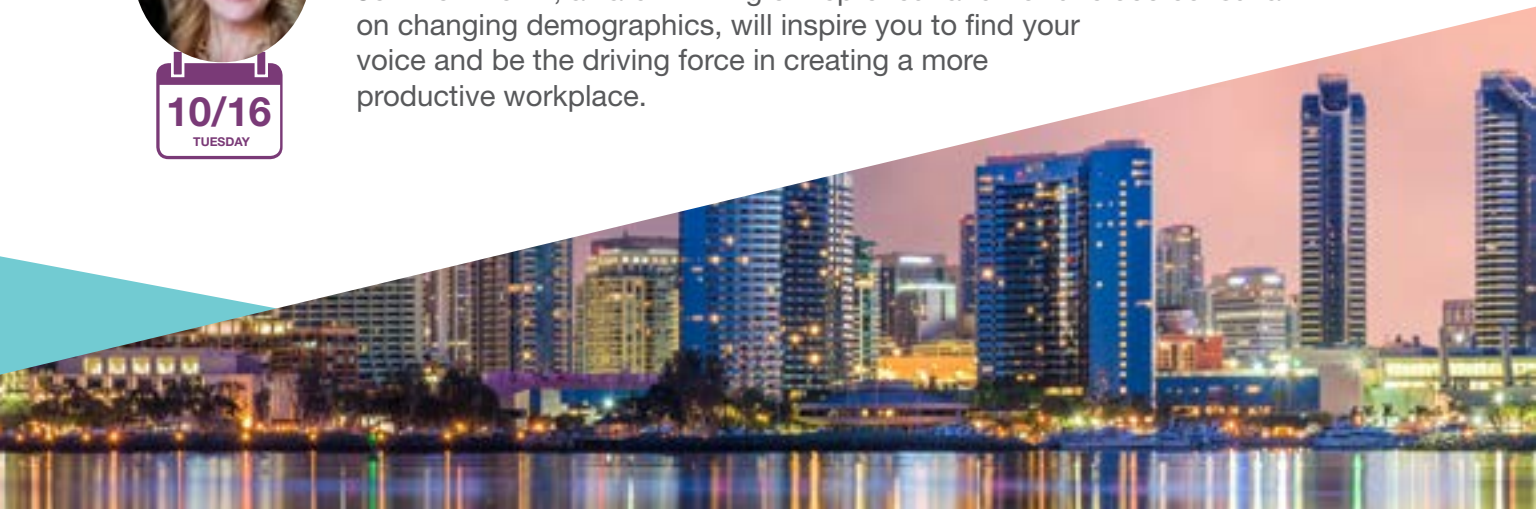 on changing demographics, will inspire you to find your
voice and be the driving force in creating a more
productive workplace.
10/16
TUESDAY